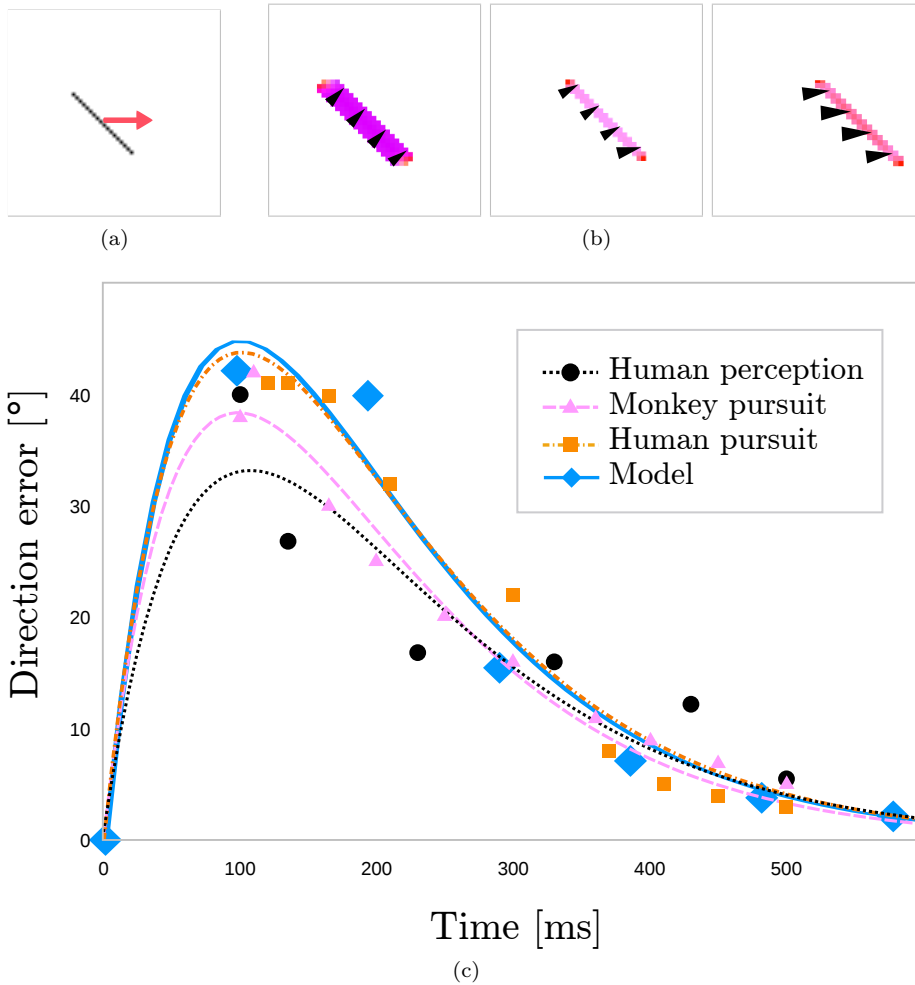 (a)
(b)
Direction error [°]
40
30
20
10
0
0 100 200 300 400 500
Human perception
Monkey pursuit
Human pursuit
Model
Time [ms]
(c)